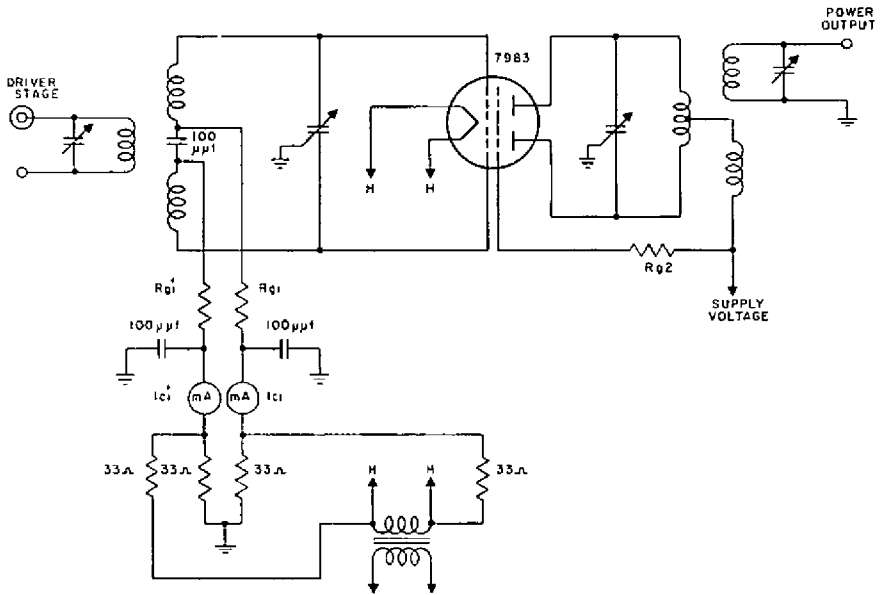 POWER
OUTPUT
7983
DRIVER
STAGE
100
μμf
H H
Rg2
SUPPLY
VOLTAGE
Rg1' Rg1
100μμf 100μμf
Ic1' mA mA Ic1
33Ω 33Ω 33Ω H H 33Ω